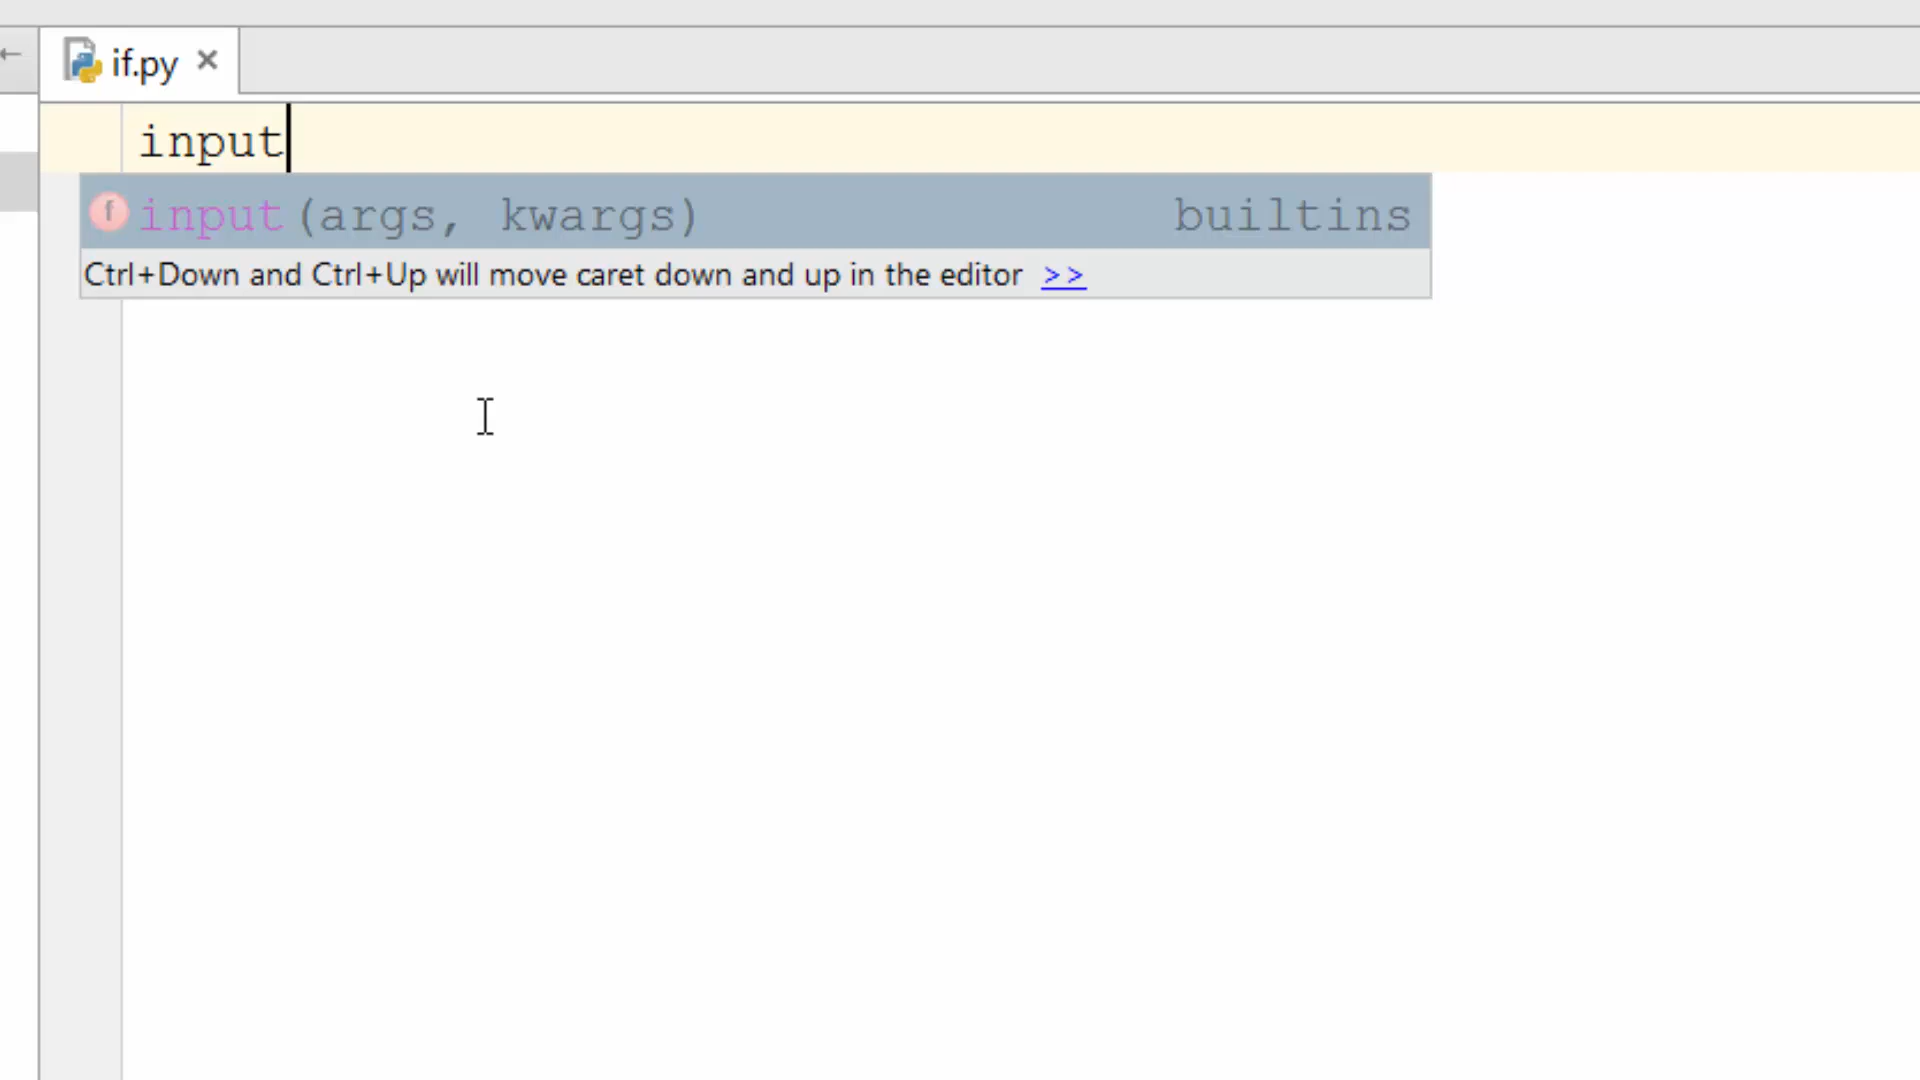 if.py
input
f input(args, kwargs) builtins
Ctrl+Down and Ctrl+Up will move caret down and up in the editor >>